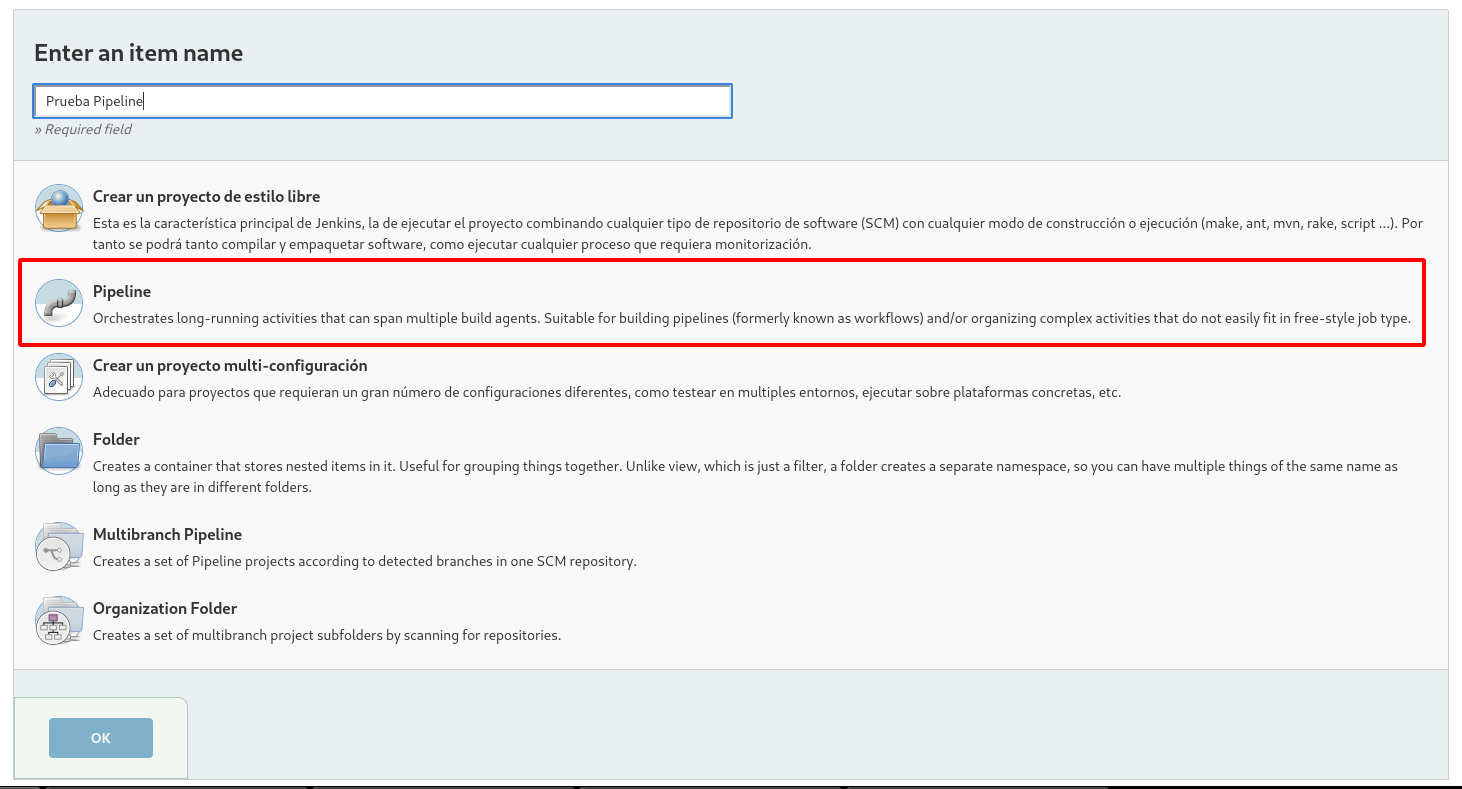 Enter an item name
Prueba Pipeline
» Required field
Crear un proyecto de estilo libre
Esta es la característica principal de Jenkins, la de ejecutar el proyecto combinando cualquier tipo de repositorio de software (SCM) con cualquier modo de construcción o ejecución (make, ant, mvn, rake, script ...). Por
tanto se podrá tanto compilar y empaquetar software, como ejecutar cualquier proceso que requiera monitorización.
Pipeline
Orchestrates long-running activities that can span multiple build agents. Suitable for building pipelines (formerly known as workflows) and/or organizing complex activities that do not easily fit in free-style job type.
Crear un proyecto multi-configuración
Adecuado para proyectos que requieran un gran número de configuraciones diferentes, como testear en multiples entornos, ejecutar sobre plataformas concretas, etc.
Folder
Creates a container that stores nested items in it. Useful for grouping things together. Unlike view, which is just a filter, a folder creates a separate namespace, so you can have multiple things of the same name as
long as they are in different folders.
Multibranch Pipeline
Creates a set of Pipeline projects according to detected branches in one SCM repository.
Organization Folder
Creates a set of multibranch project subfolders by scanning for repositories.
OK